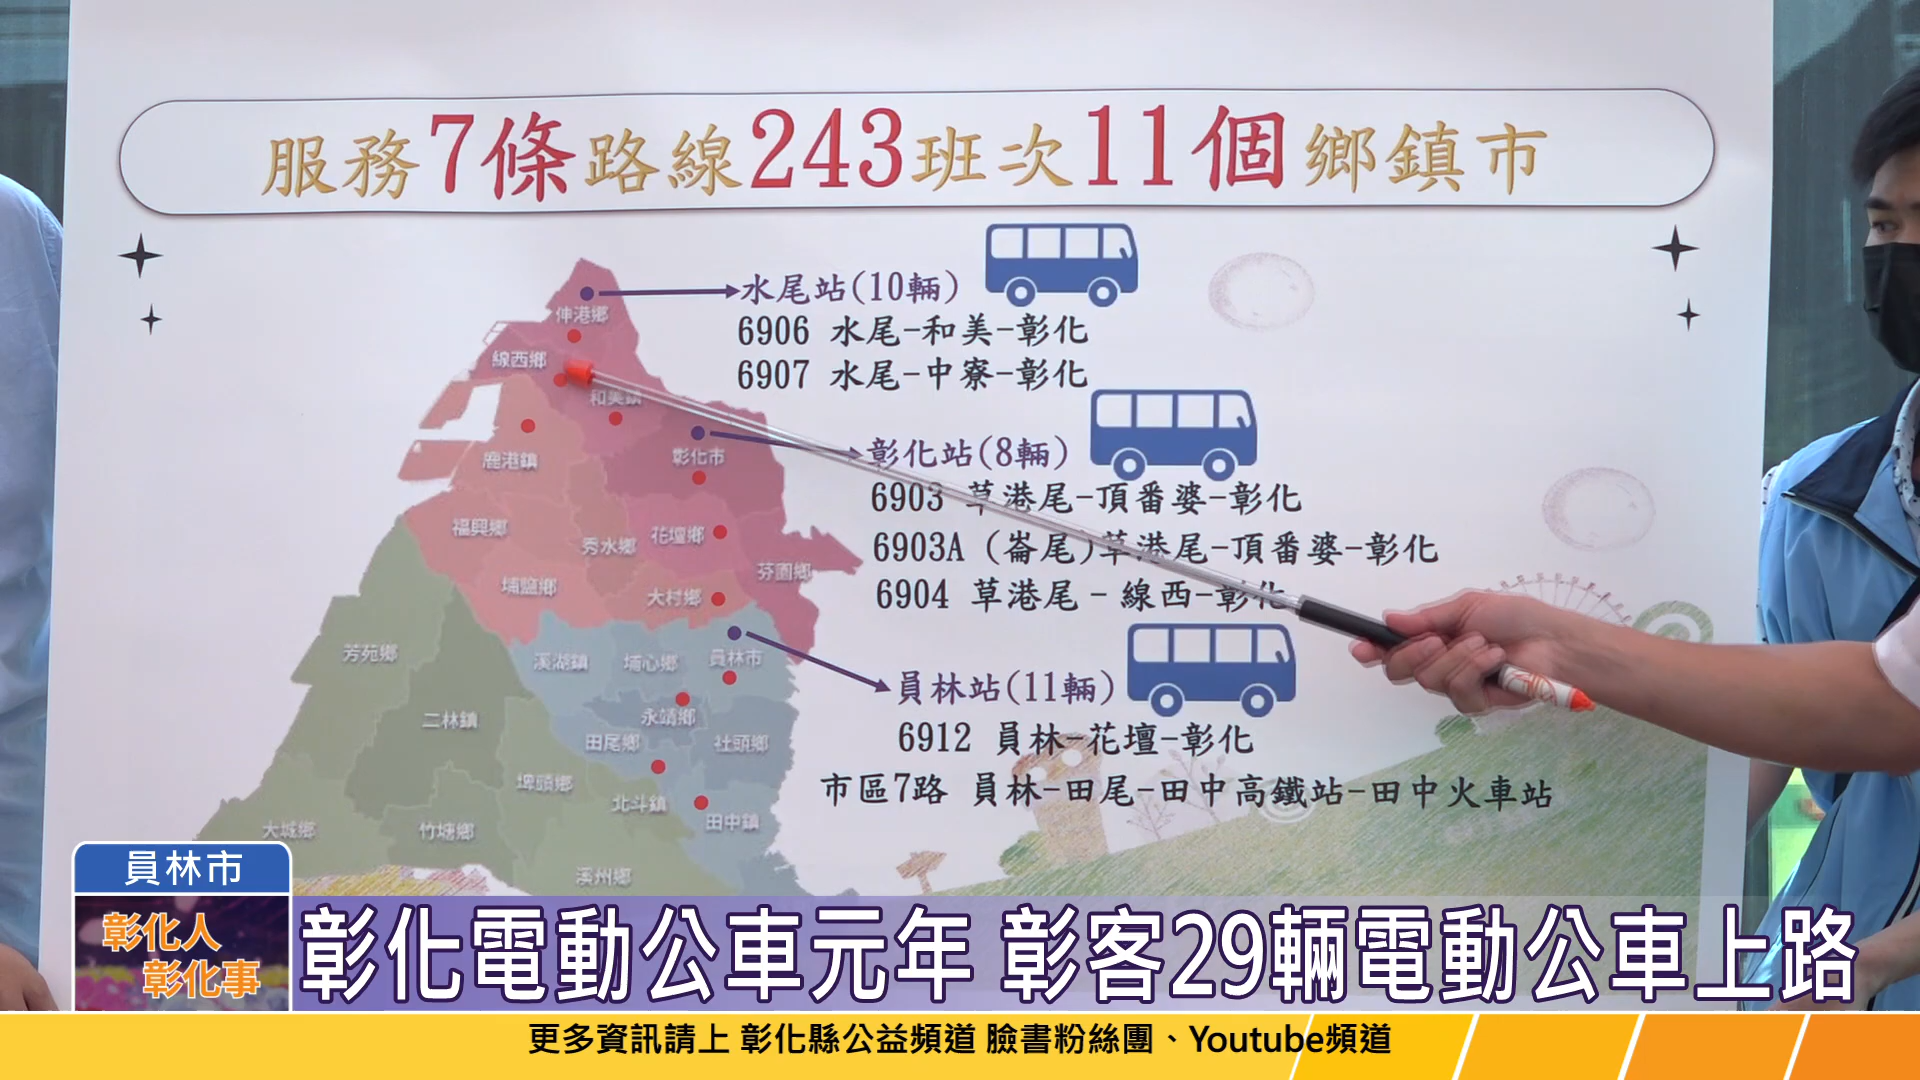 服務7條路線243班次11個鄉鎮市
水尾站(10輛)
6906 水尾-和美-彰化
6907 水尾-中寮-彰化
彰化站(8輛)
6903 草港尾-頂番婆-彰化
6903A (崙尾)草港尾-頂番婆-彰化
6904 草港尾-線西-彰化
員林站(11輛)
6912 員林-花壇-彰化
市區7路 員林-田尾-田中高鐵站-田中火車站
伸港鄉
線西鄉
和美鎮
彰化市
鹿港鎮
福興鄉
秀水鄉
花壇鄉
芬園鄉
埔鹽鄉
大村鄉
芳苑鄉
溪湖鎮
埔心鄉
員林市
二林鎮
永靖鄉
田尾鄉
社頭鄉
埤頭鄉
北斗鎮
田中鎮
大城鄉
竹塘鄉
溪州鄉
員林市
彰化人
彰化事
彰化電動公車元年 彰客29輛電動公車上路
更多資訊請上 彰化縣公益頻道 臉書粉絲團、Youtube頻道